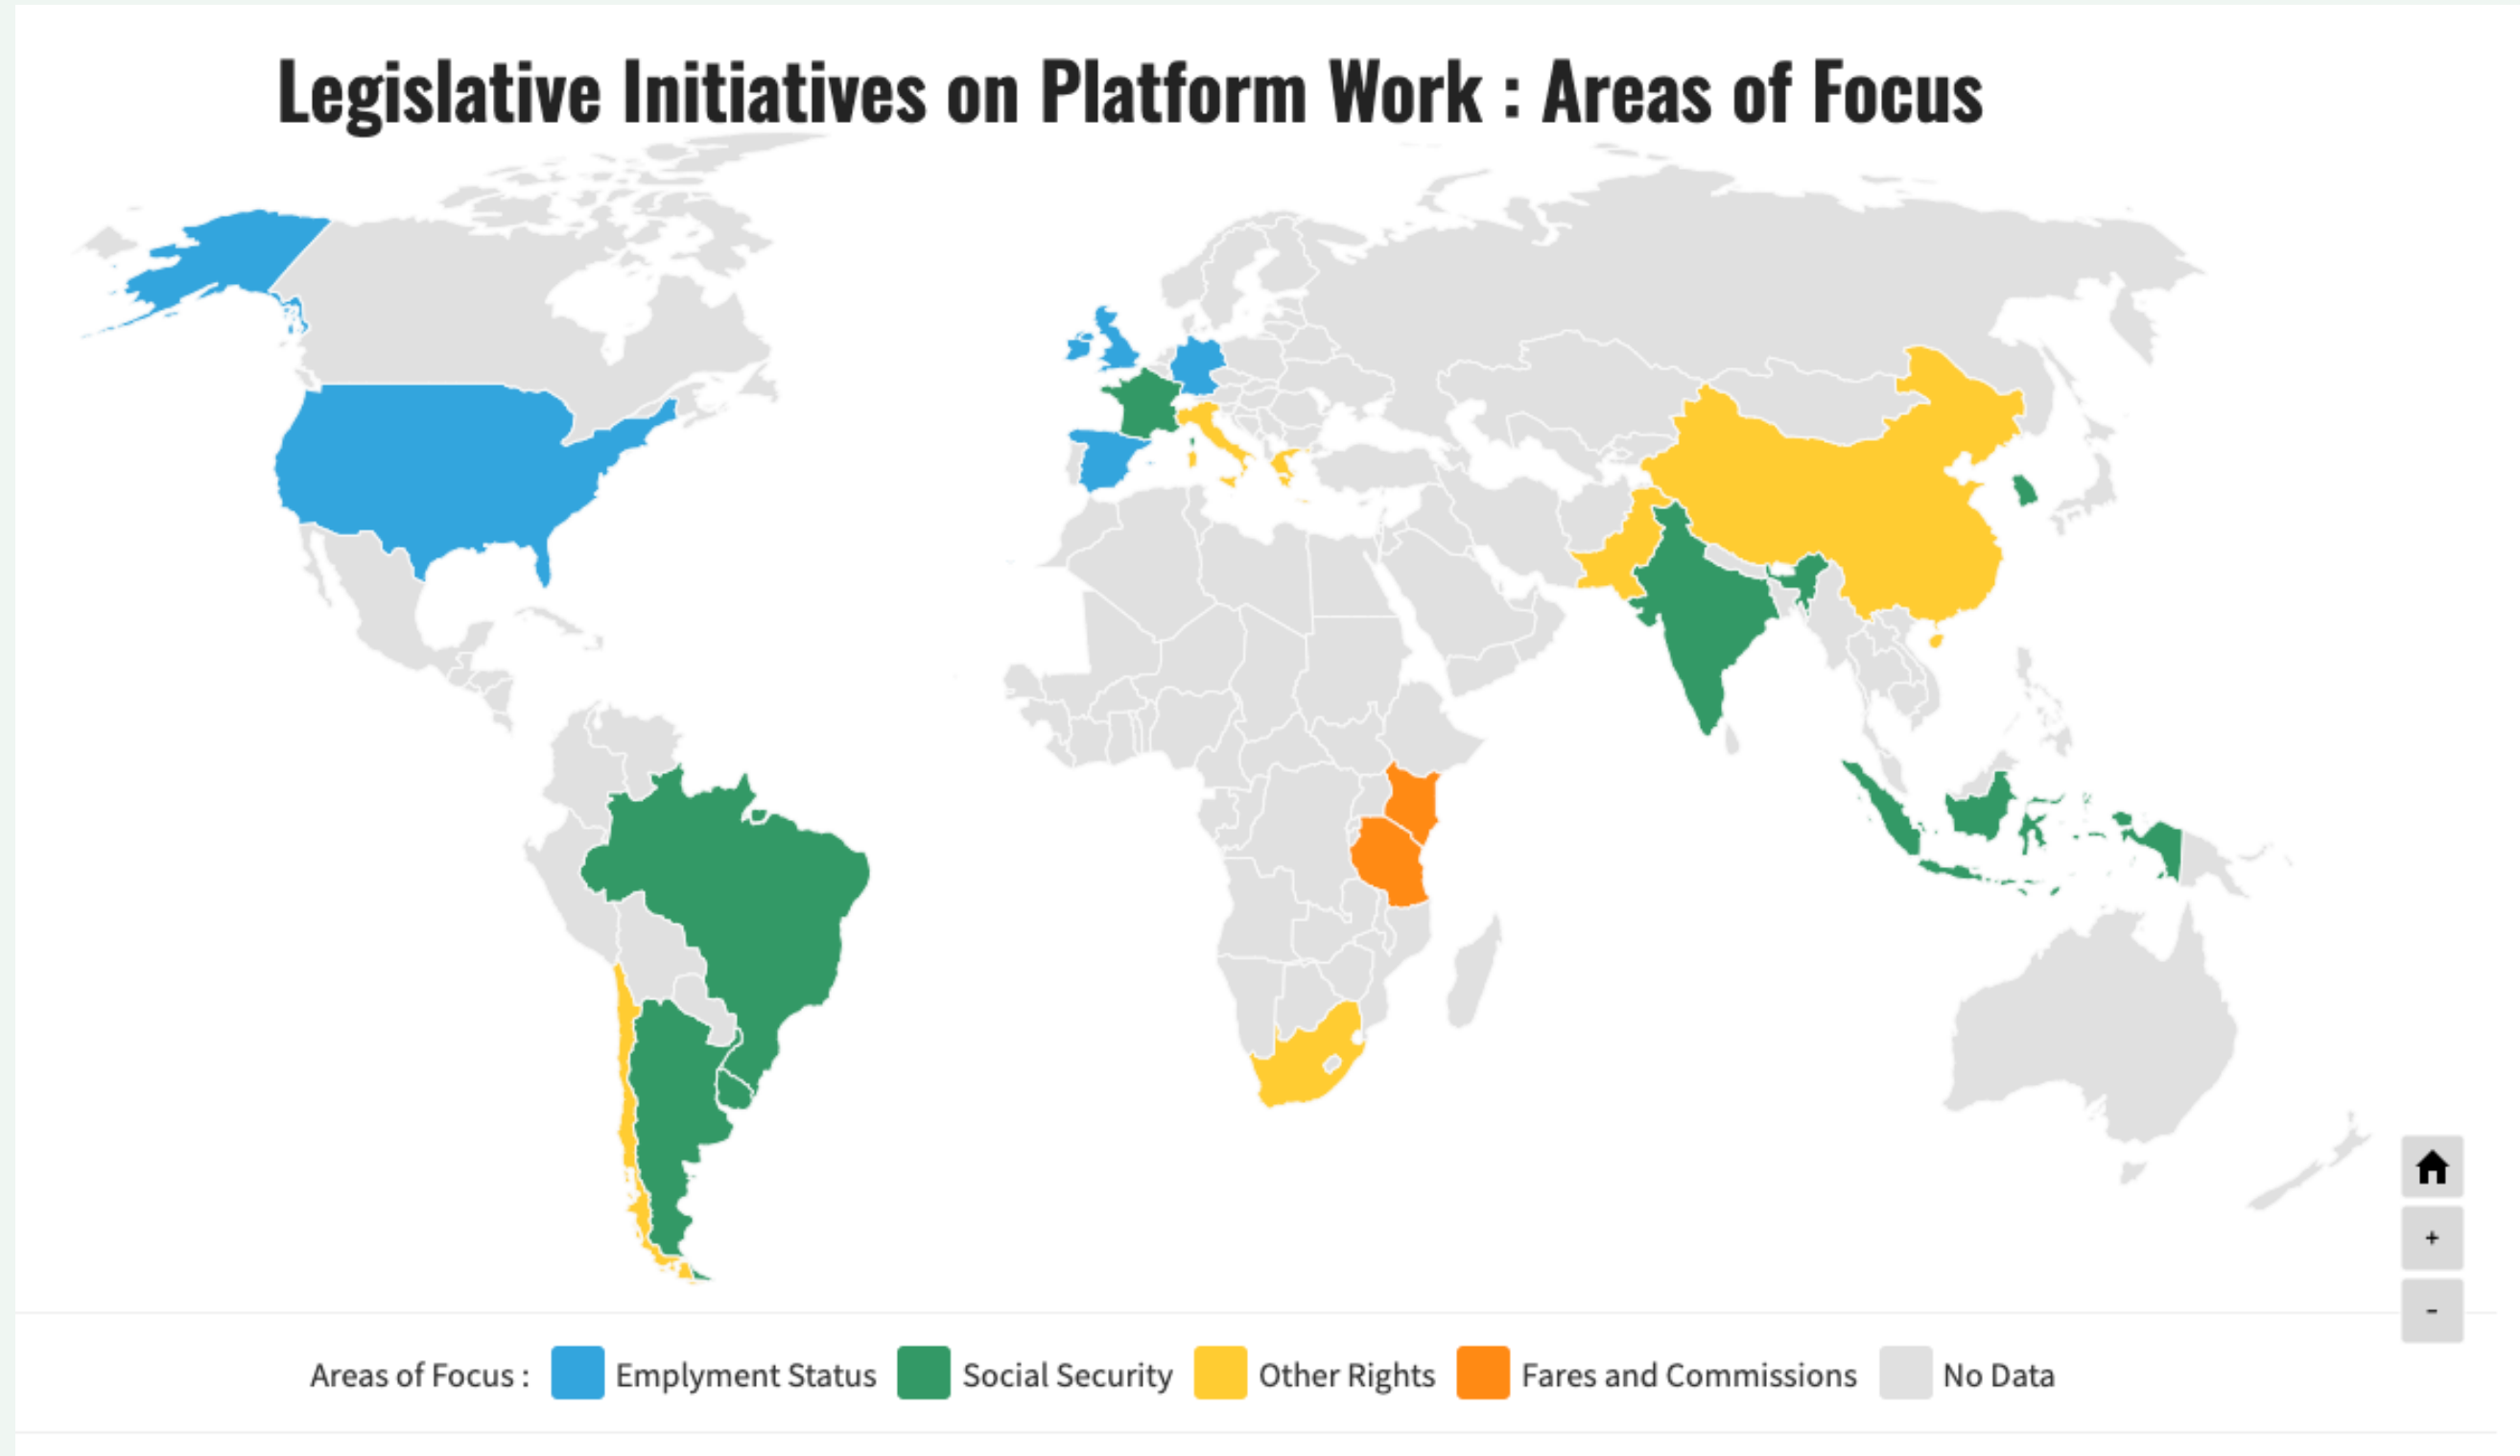 Legislative Initiatives on Platform Work : Areas of Focus
+
-
Areas of Focus : Emplyment Status Social Security Other Rights Fares and Commissions No Data